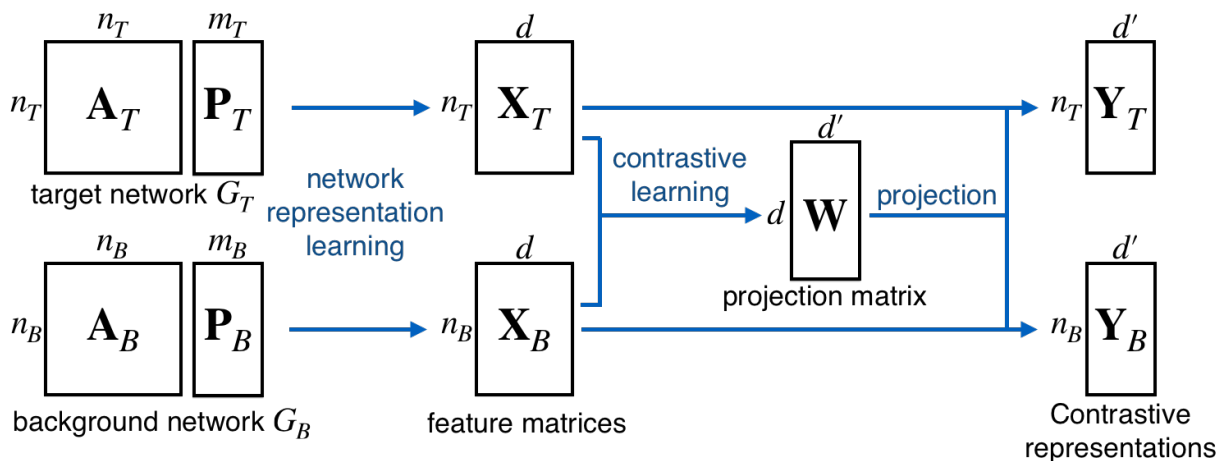 n_T m_T
n_T A_T P_T
target network G_T
n_B m_B
n_B A_B P_B
background network G_B
network
representation
learning
d
n_T X_T
d
n_B X_B
feature matrices
contrastive
learning
d′
d W
projection matrix
projection
d′
n_T Y_T
d′
n_B Y_B
Contrastive
representations